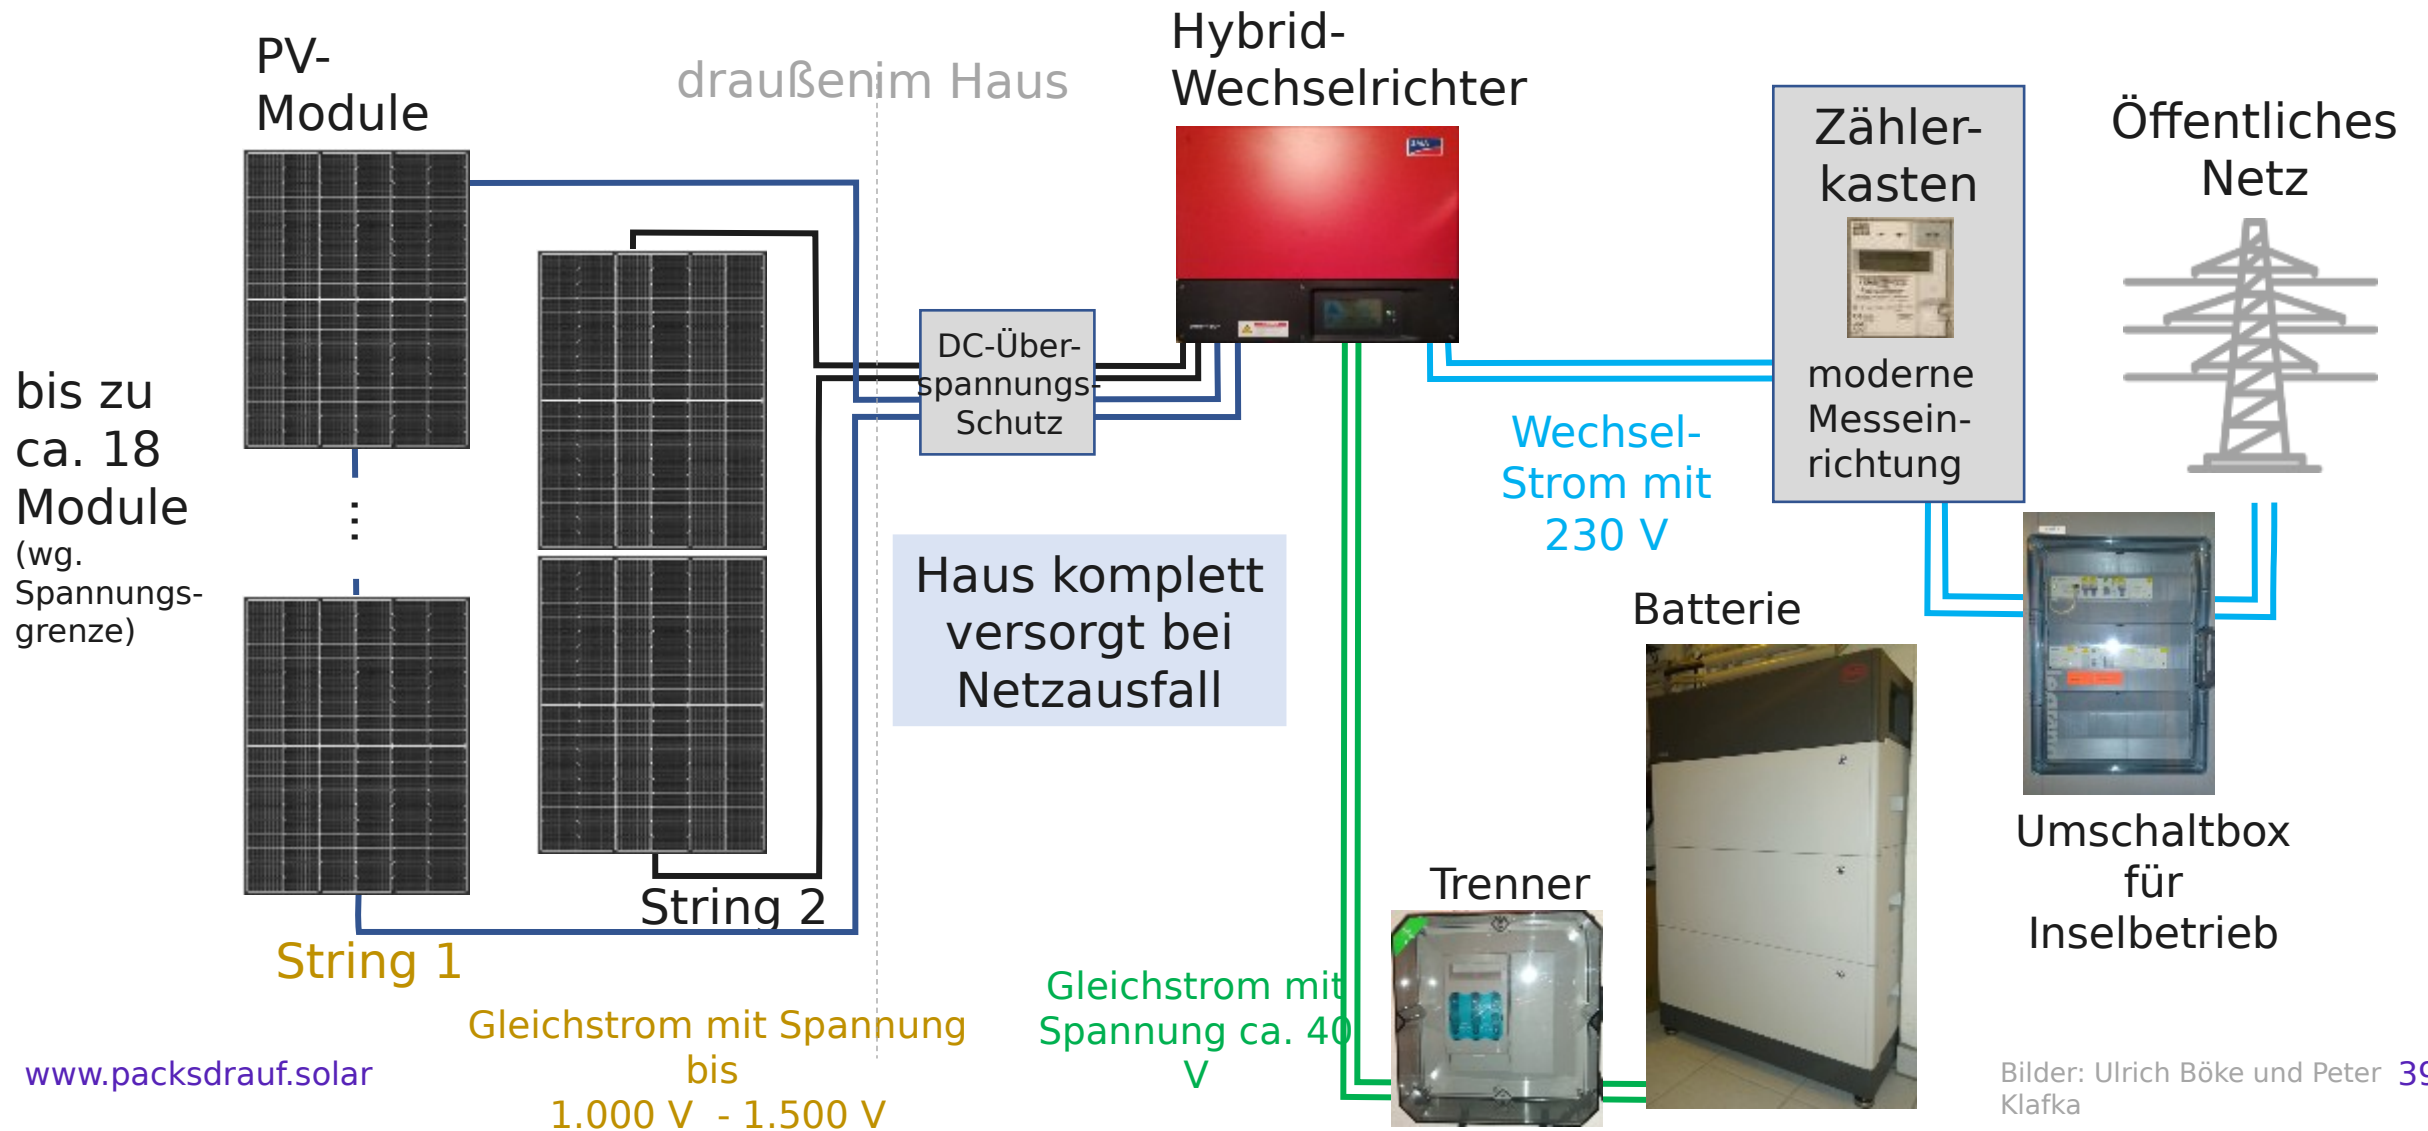 PV-
Module
draußen
im Haus
Hybrid-
Wechselrichter
Zähler-
kasten
moderne
Messein-
richtung
Öffentliches
Netz
bis zu
ca. 18
Module
(wg.
Spannungs-
grenze)
⋮
DC-Über-
spannungs-
Schutz
Wechsel-
Strom mit
230 V
Haus komplett
versorgt bei
Netzausfall
Batterie
Umschaltbox
für
Inselbetrieb
Trenner
String 2
String 1
Gleichstrom mit
Spannung ca. 40
V
Gleichstrom mit Spannung
bis
1.000 V - 1.500 V
www.packsdrauf.solar
Bilder: Ulrich Böke und Peter
Klafka
39